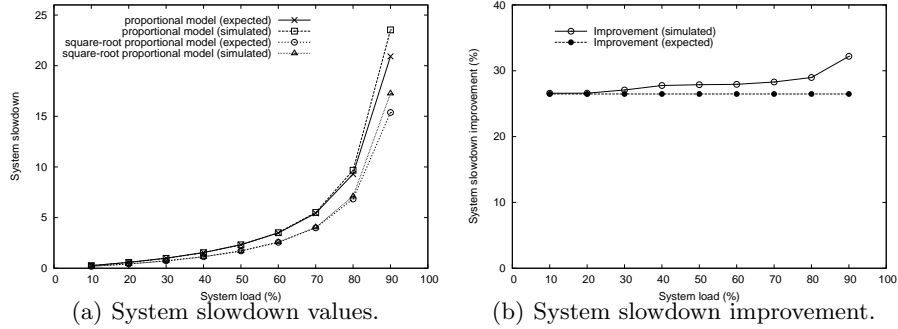 25
20
15
10
5
0
0 10 20 30 40 50 60 70 80 90 100
System slowdown
System load (%)
proportional model (expected)
proportional model (simulated)
square-root proportional model (expected)
square-root proportional model (simulated)
(a) System slowdown values.
40
30
20
10
0
0 10 20 30 40 50 60 70 80 90 100
System slowdown improvement (%)
System load (%)
Improvement (simulated)
Improvement (expected)
(b) System slowdown improvement.